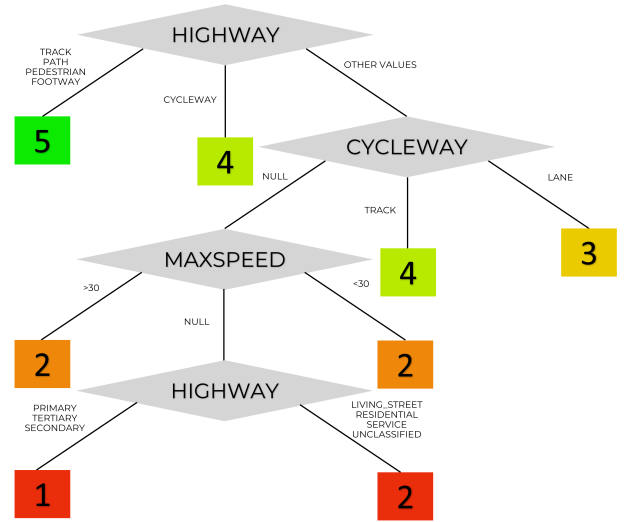 HIGHWAY
TRACK
PATH
PEDESTRIAN
FOOTWAY
CYCLEWAY
OTHER VALUES
5
4
CYCLEWAY
NULL
TRACK
LANE
MAXSPEED
4
3
>30
NULL
<30
2
2
HIGHWAY
PRIMARY
TERTIARY
SECONDARY
LIVING_STREET
RESIDENTIAL
SERVICE
UNCLASSIFIED
1
2